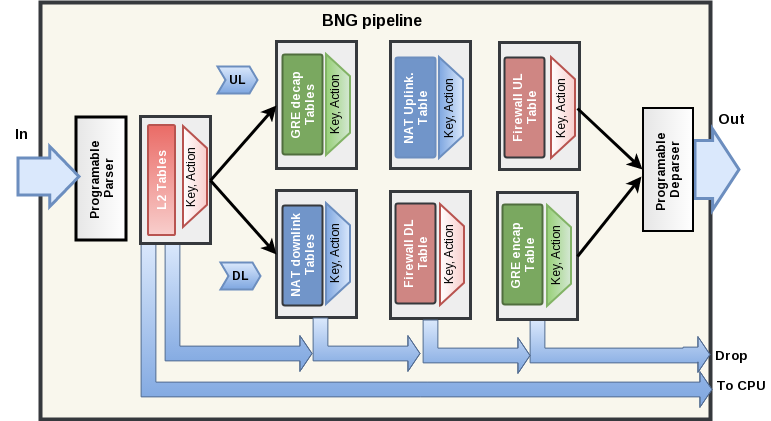 BNG pipeline
UL
In
Out
Programable
Parser
L2 Tables
Key, Action
GRE decap
Tables
Key, Action
NAT Uplink.
Table
Key, Action
Firewall UL
Table
Key, Action
Programable
Deparser
DL
NAT downlink
Tables
Key, Action
Firewall DL
Table
Key, Action
GRE encap
Table
Key, Action
Drop
To CPU